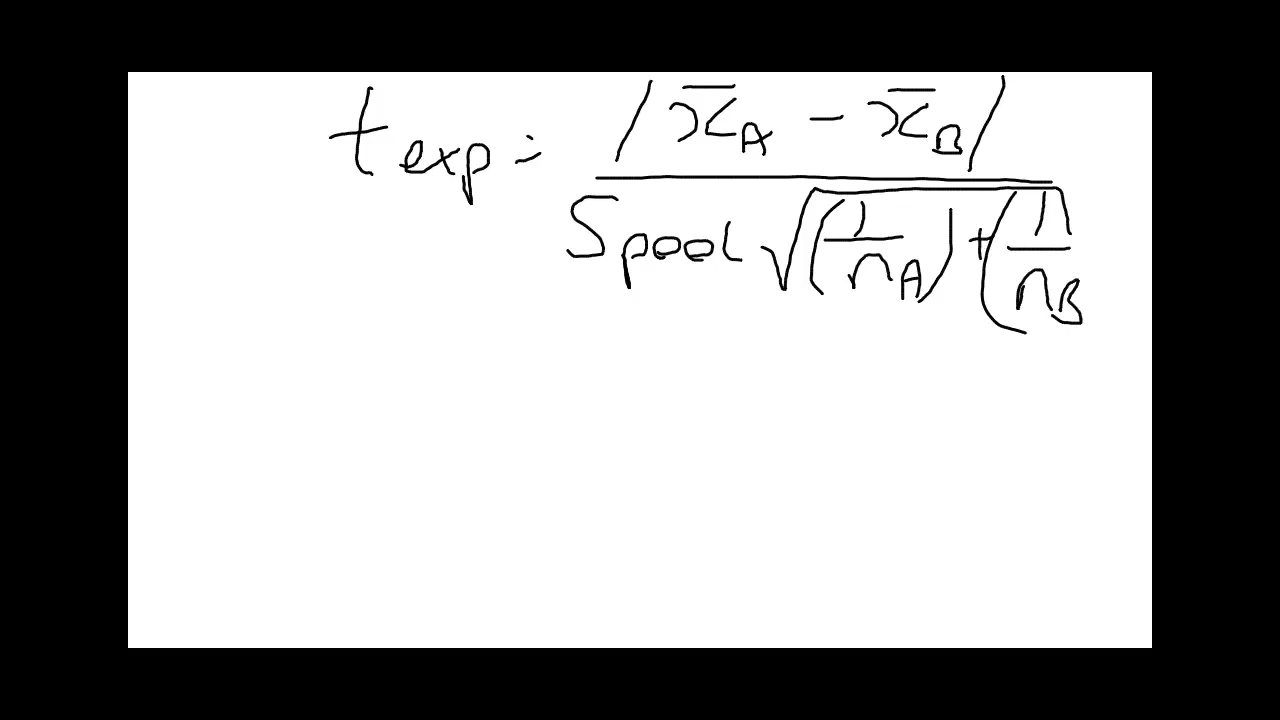 t exp = |x̄A - x̄B|
Spool √(1/nA) + (1/nB